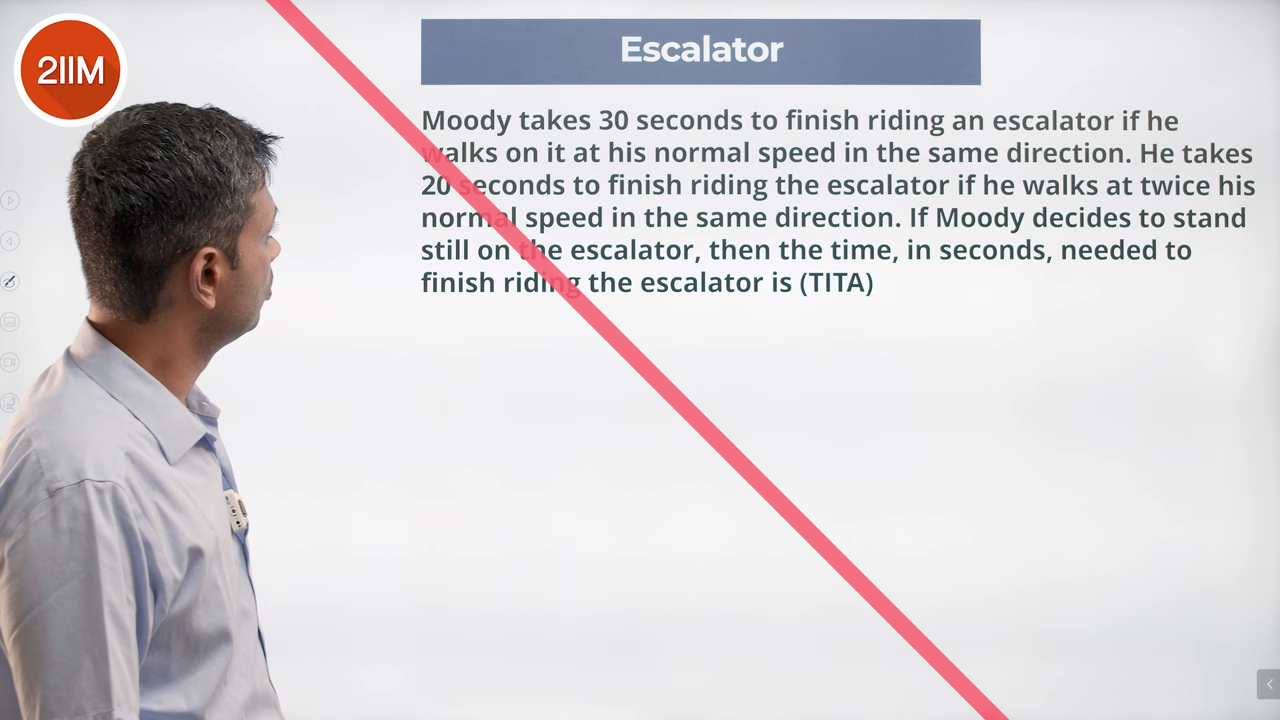 2IIM
Escalator
Moody takes 30 seconds to finish riding an escalator if he
walks on it at his normal speed in the same direction. He takes
20 seconds to finish riding the escalator if he walks at twice his
normal speed in the same direction. If Moody decides to stand
still on the escalator, then the time, in seconds, needed to
finish riding the escalator is (TITA)